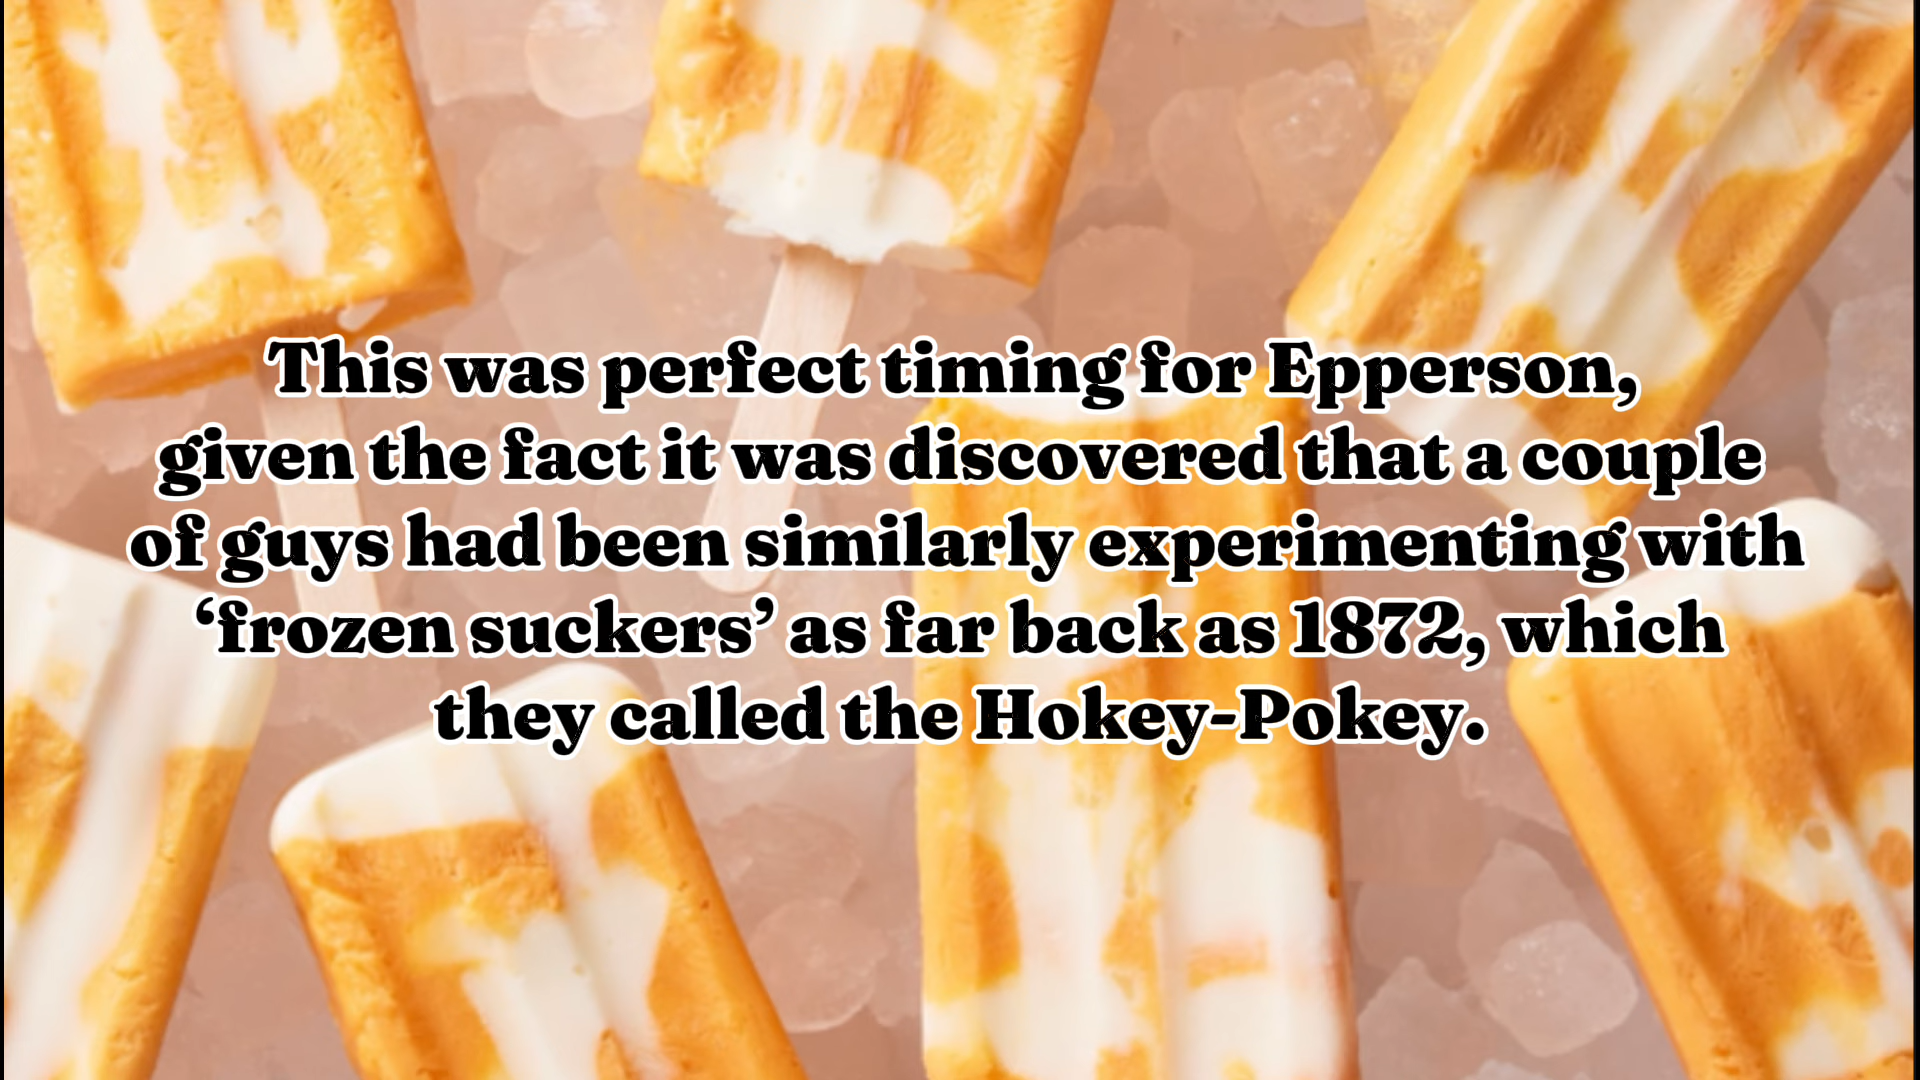 This was perfect timing for Epperson,
given the fact it was discovered that a couple
of guys had been similarly experimenting with
‘frozen suckers’ as far back as 1872, which
they called the Hokey-Pokey.